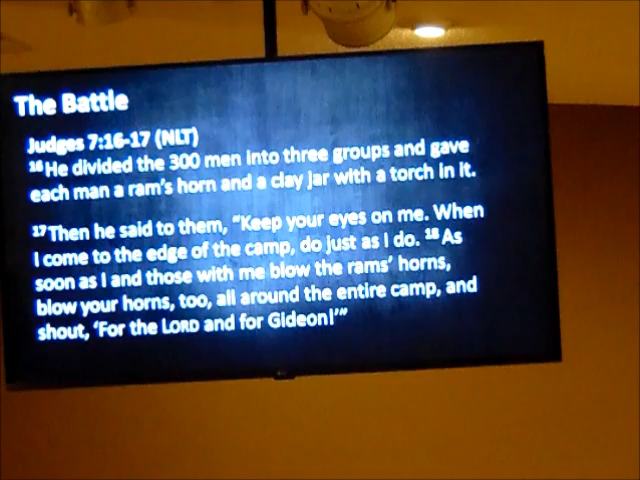 The Battle
Judges 7:16-17 (NLT)
16 He divided the 300 men into three groups and gave
each man a ram's horn and a clay jar with a torch in it.
17 Then he said to them, "Keep your eyes on me. When
I come to the edge of the camp, do just as I do. 18 As
soon as I and those with me blow the rams' horns,
blow your horns, too, all around the entire camp, and
shout, 'For the LORD and for Gideon!'"